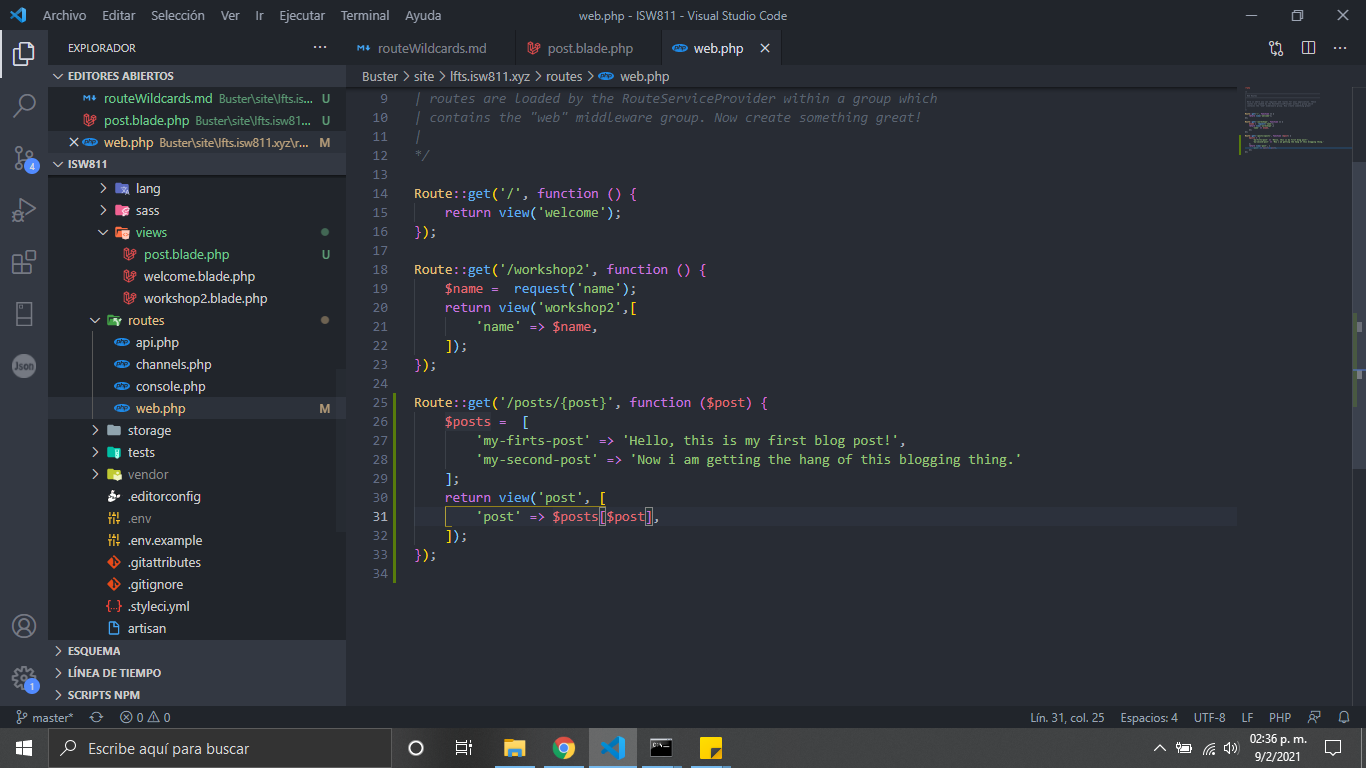 Archivo Editar Selección Ver Ir Ejecutar Terminal Ayuda web.php - ISW811 - Visual Studio Code
EXPLORADOR
EDITORES ABIERTOS
routeWildcards.md Buster\site\lfts.is... U
post.blade.php Buster\site\lfts.isw81... U
web.php Buster\site\lfts.isw811.xyz\r... M
ISW811
lang
sass
views
post.blade.php U
welcome.blade.php
workshop2.blade.php
routes
api.php
channels.php
console.php
web.php M
storage
tests
vendor
.editorconfig
.env
.env.example
.gitattributes
.gitignore
.styleci.yml
artisan
ESQUEMA
LÍNEA DE TIEMPO
SCRIPTS NPM
4
Json
1
routeWildcards.md post.blade.php web.php
Buster > site > lfts.isw811.xyz > routes > web.php
9 | routes are loaded by the RouteServiceProvider within a group which
10 | contains the "web" middleware group. Now create something great!
11 |
12 */
13
14 Route::get('/', function () {
15 return view('welcome');
16 });
17
18 Route::get('/workshop2', function () {
19 $name =  request('name');
20 return view('workshop2',[
21 'name' => $name,
22 ]);
23 });
24
25 Route::get('/posts/{post}', function ($post) {
26 $posts =  [
27 'my-firts-post' => 'Hello, this is my first blog post!',
28 'my-second-post' => 'Now i am getting the hang of this blogging thing.'
29 ];
30 return view('post', [
31 'post' => $posts[$post],
32 ]);
33 });
34
master* 0 0 Lín. 31, col. 25 Espacios: 4 UTF-8 LF PHP
Escribe aquí para buscar
02:36 p. m.
9/2/2021